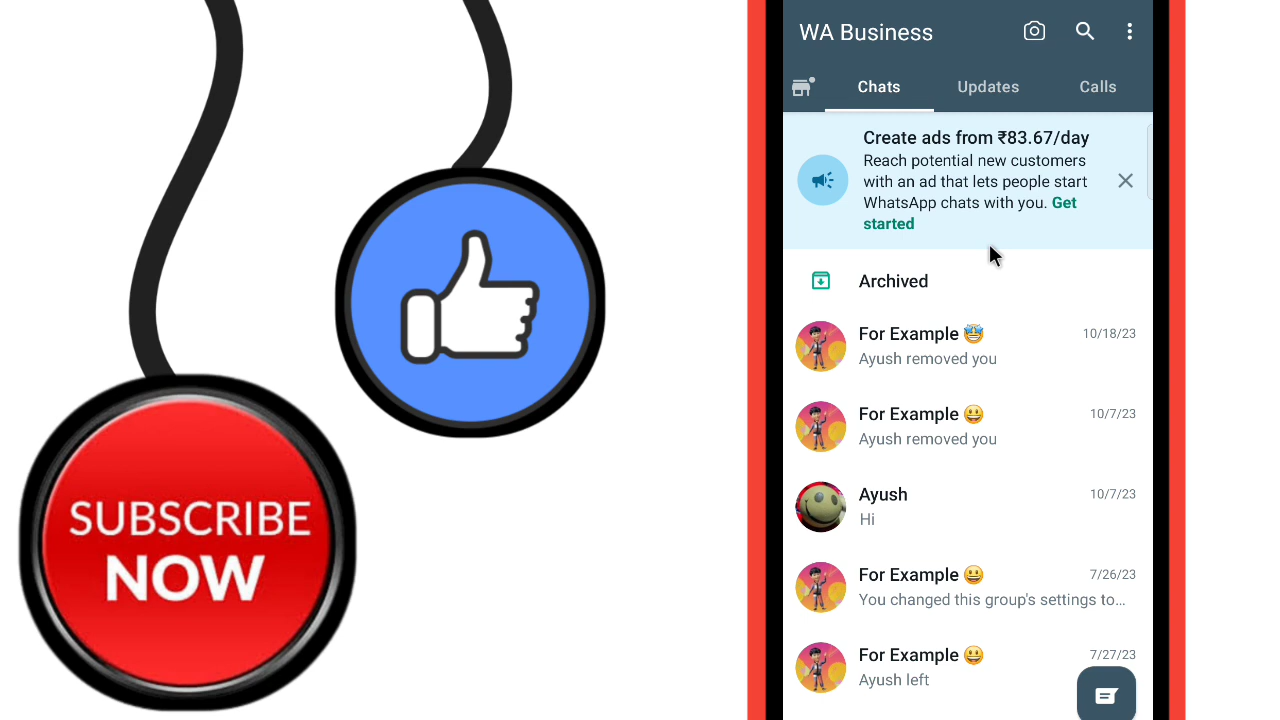 SUBSCRIBE
NOW
WA Business
Chats Updates Calls
Create ads from ₹83.67/day
Reach potential new customers
with an ad that lets people start
WhatsApp chats with you. Get
started
Archived
For Example 🤩 10/18/23
Ayush removed you
For Example 😃 10/7/23
Ayush removed you
Ayush 10/7/23
Hi
For Example 😃 7/26/23
You changed this group's settings to…
For Example 😃 7/27/23
Ayush left